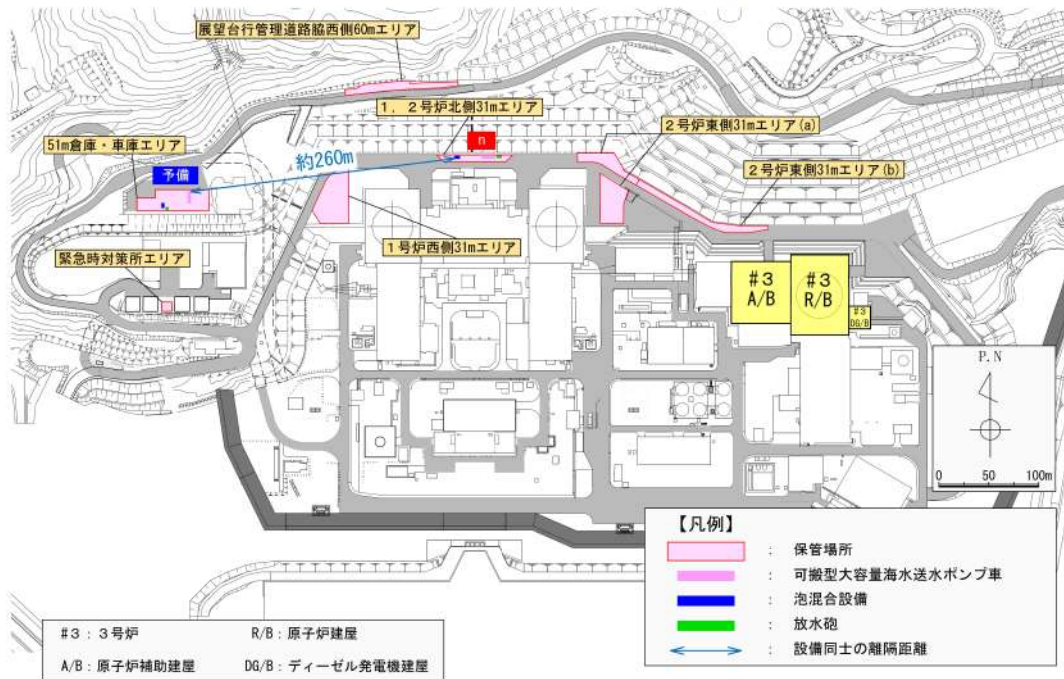 展望台行管理道路脇西側60mエリア
1，2号炉北側31mエリア
n
2号炉東側31mエリア(a)
51m倉庫・車庫エリア
約260m
予備
2号炉東側31mエリア(b)
1号炉西側31mエリア
緊急時対策所エリア
#3
A/B
#3
R/B
#3
DG/B
P.N
0 50 100m
【凡例】
： 保管場所
： 可搬型大容量海水送水ポンプ車
： 泡混合設備
： 放水砲
： 設備同士の離隔距離
#3：3号炉 R/B：原子炉建屋
A/B：原子炉補助建屋 DG/B：ディーゼル発電機建屋